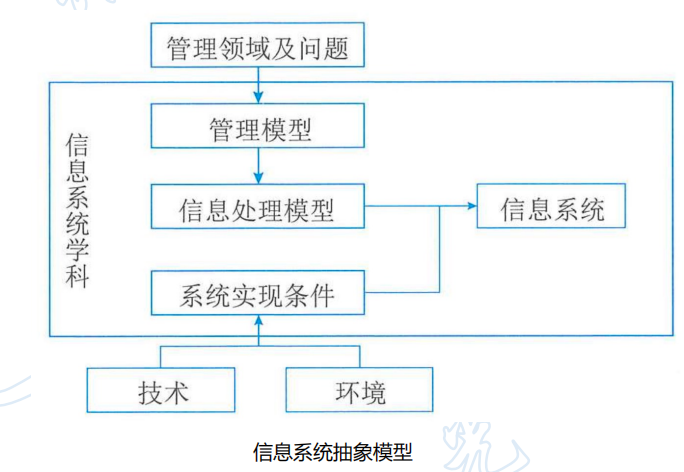 管理领域及问题
信息系统学科
管理模型
信息处理模型
信息系统
系统实现条件
技术
环境
信息系统抽象模型